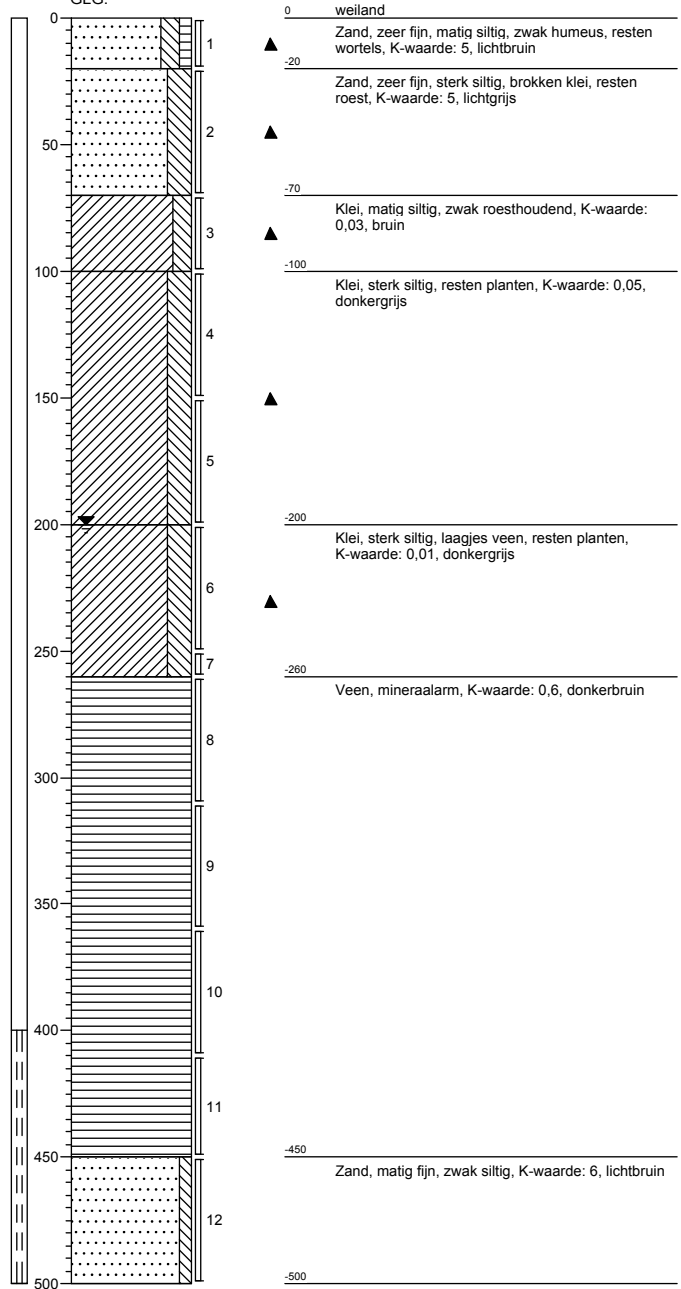 GLG:
0
weiland
0
Zand, zeer fijn, matig siltig, zwak humeus, resten
wortels, K-waarde: 5, lichtbruin
1
-20
Zand, zeer fijn, sterk siltig, brokken klei, resten
roest, K-waarde: 5, lichtgrijs
2
50
-70
Klei, matig siltig, zwak roesthoudend, K-waarde:
0,03, bruin
3
100
-100
Klei, sterk siltig, resten planten, K-waarde: 0,05,
donkergrijs
4
150
5
200
-200
Klei, sterk siltig, laagjes veen, resten planten,
K-waarde: 0,01, donkergrijs
6
250
7
-260
Veen, mineraalarm, K-waarde: 0,6, donkerbruin
8
300
9
350
10
400
11
450
-450
Zand, matig fijn, zwak siltig, K-waarde: 6, lichtbruin
12
500
-500